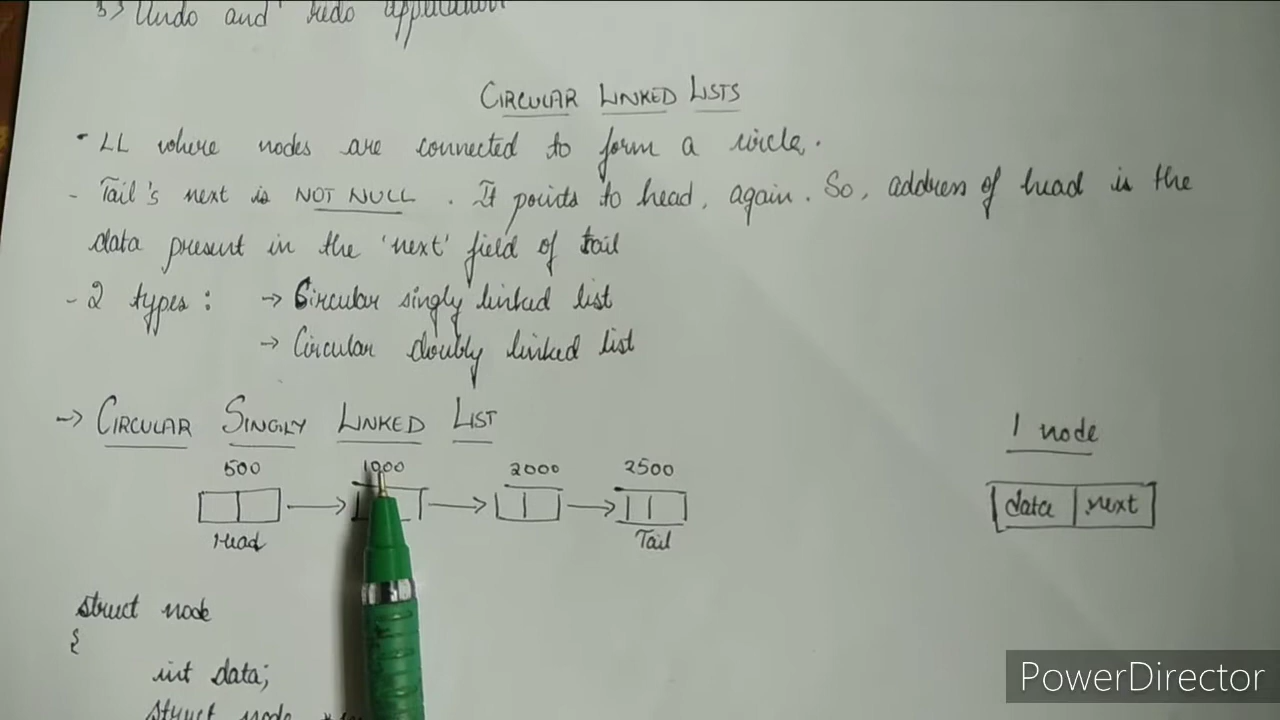 3> Undo and redo application
CIRCULAR LINKED LISTS
- LL where nodes are connected to form a circle.
- Tail's next is NOT NULL. It points to head, again. So, address of head is the
data present in the 'next' field of tail
- 2 types: -> Circular singly linked list
-> Circular doubly linked list
-> CIRCULAR SINGLY LINKED LIST
1 node
500 1000 2000 2500
data next
Head Tail
struct node
{
int data;
struct node
PowerDirector